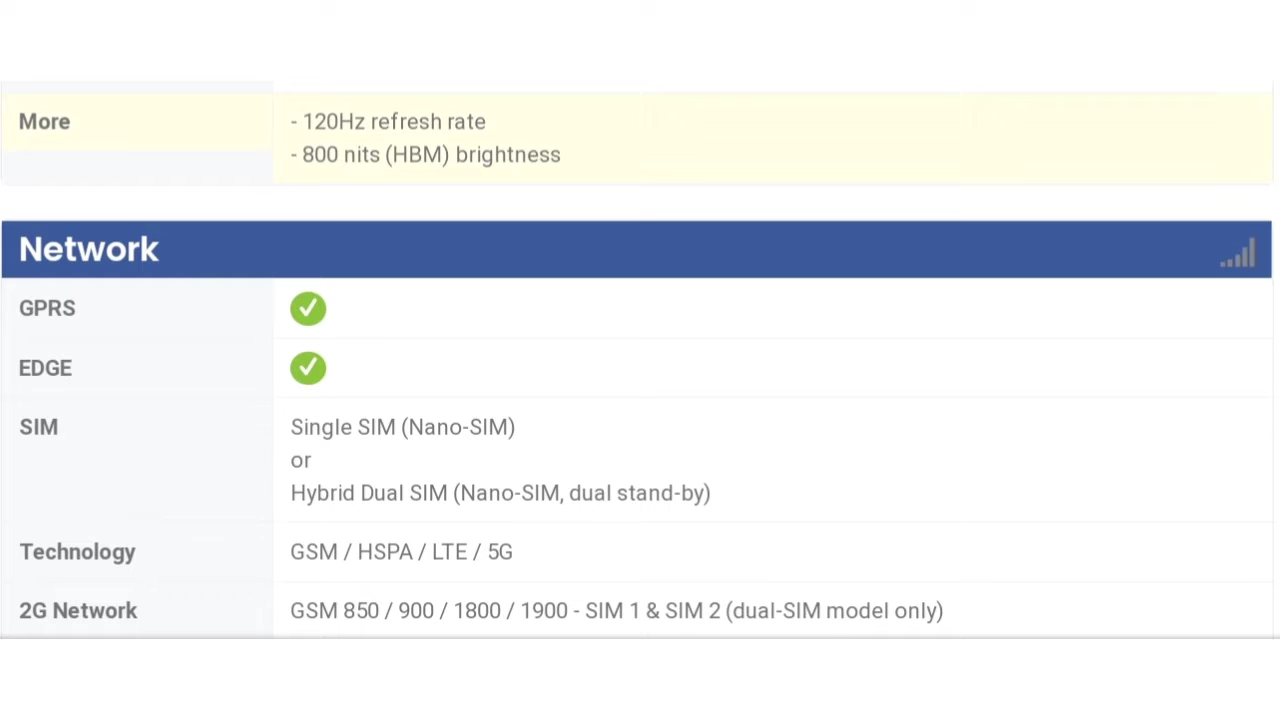 More
- 120Hz refresh rate
- 800 nits (HBM) brightness
Network
GPRS
EDGE
SIM
Single SIM (Nano-SIM)
or
Hybrid Dual SIM (Nano-SIM, dual stand-by)
Technology
GSM / HSPA / LTE / 5G
2G Network
GSM 850 / 900 / 1800 / 1900 - SIM 1 & SIM 2 (dual-SIM model only)